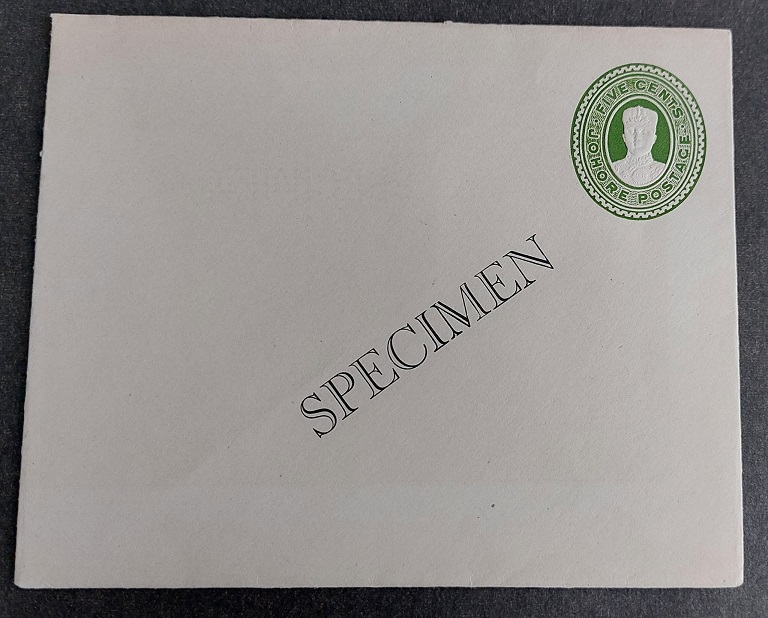 FIVE CENTS
JOHORE POSTAGE
SPECIMEN